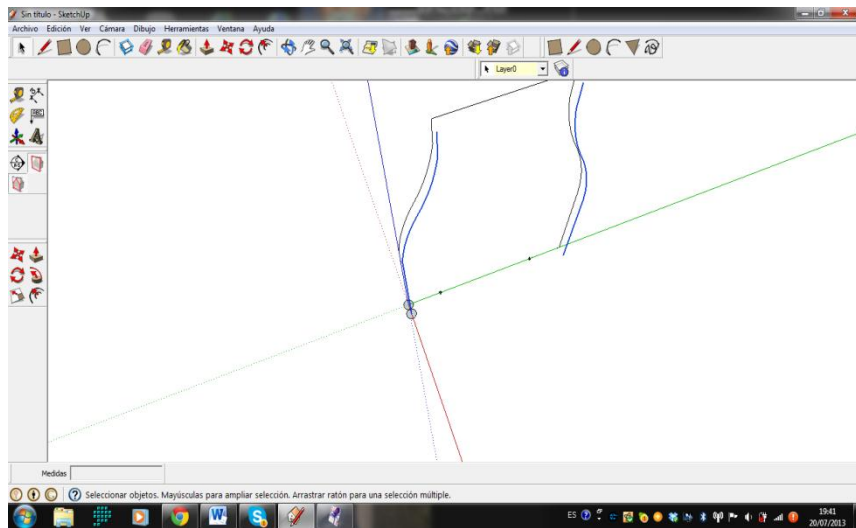 Sin título - SketchUp
Archivo Edición Ver Cámara Dibujo Herramientas Ventana Ayuda
Layer0
ABC
Medidas
Seleccionar objetos. Mayúsculas para ampliar selección. Arrastrar ratón para una selección múltiple.
ES
19:41
20/07/2013